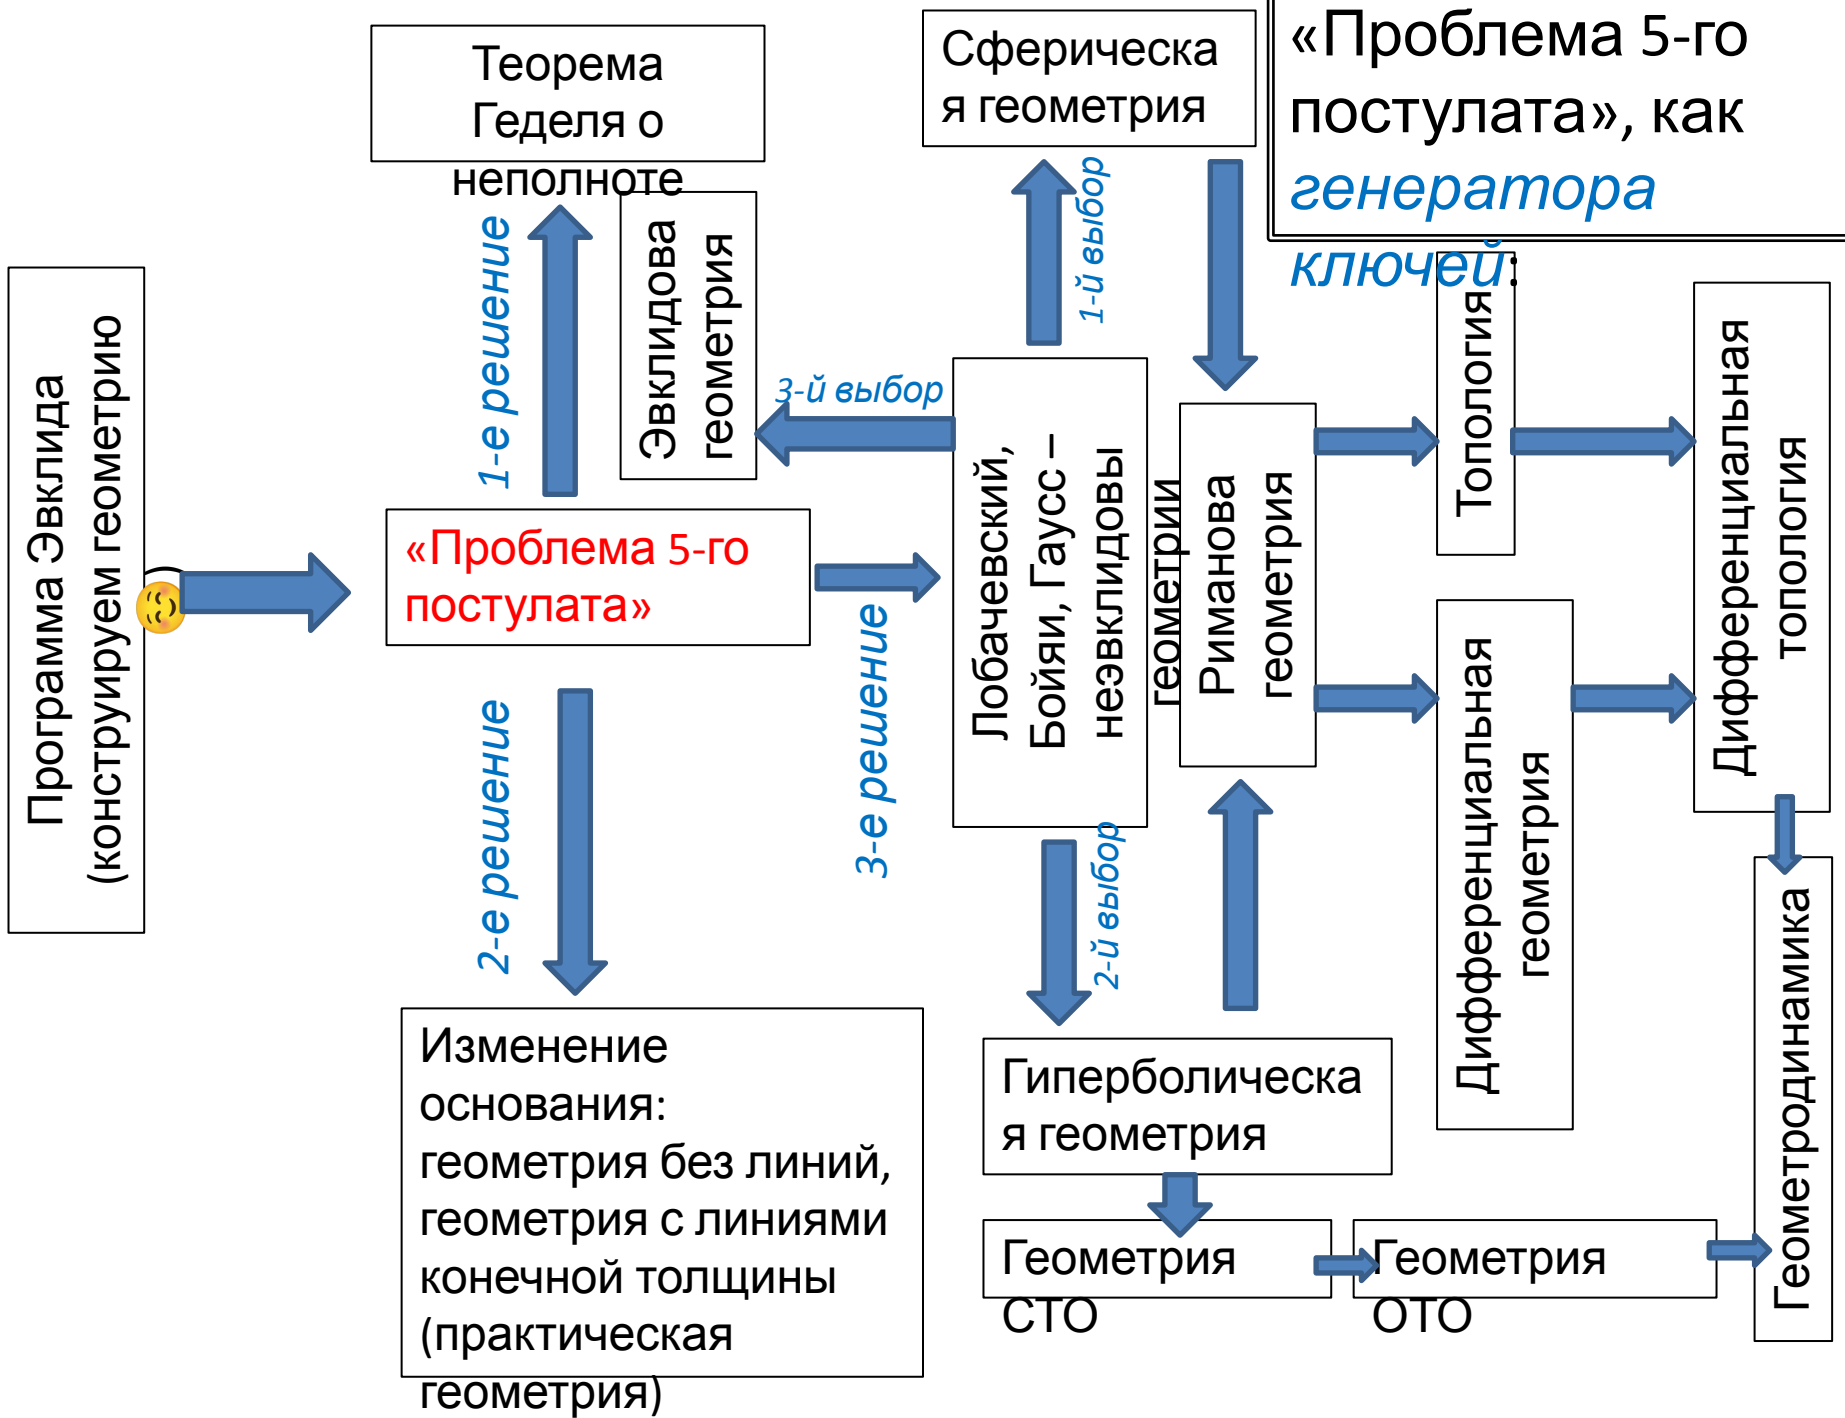 «Проблема 5-го
постулата», как
генератора
ключей:
Теорема
Геделя о
неполноте
Сферическа
я геометрия
Программа Эвклида
(конструируем геометрию
1-е решение
Эвклидова
геометрия
3-й выбор
1-й выбор
«Проблема 5-го
постулата»
2-е решение
3-е решение
Лобачевский,
Бойяи, Гаусс –
неэвклидовы
геометрии
Риманова
геометрия
Топология
Дифференциальная
топология
Дифференциальная
геометрия
2-й выбор
Изменение
основания:
геометрия без линий,
геометрия с линиями
конечной толщины
(практическая
геометрия)
Гиперболическа
я геометрия
Геометрия
СТО
Геометрия
ОТО
Геометродинамика